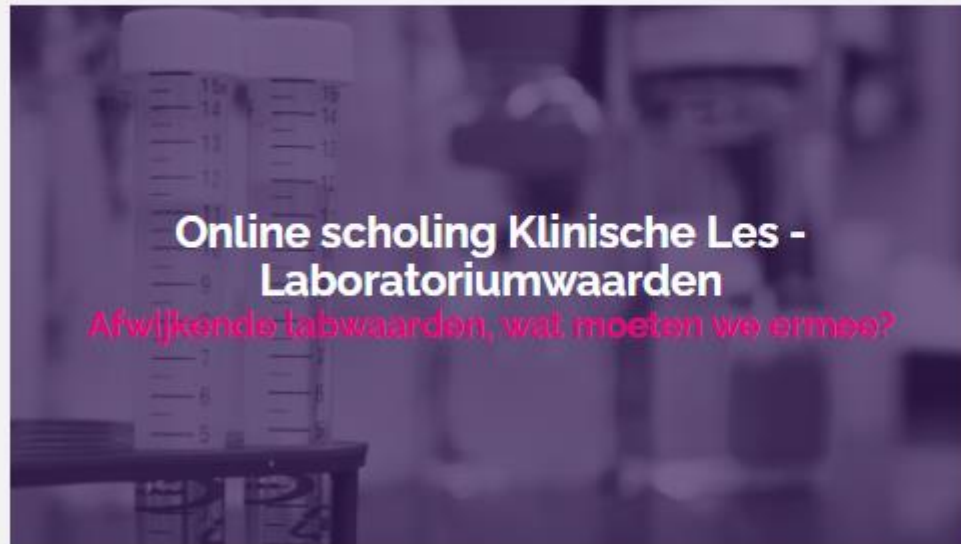 Online scholing Klinische Les -
Laboratoriumwaarden
Afwijkende labwaarden, wat moeten we ermee?